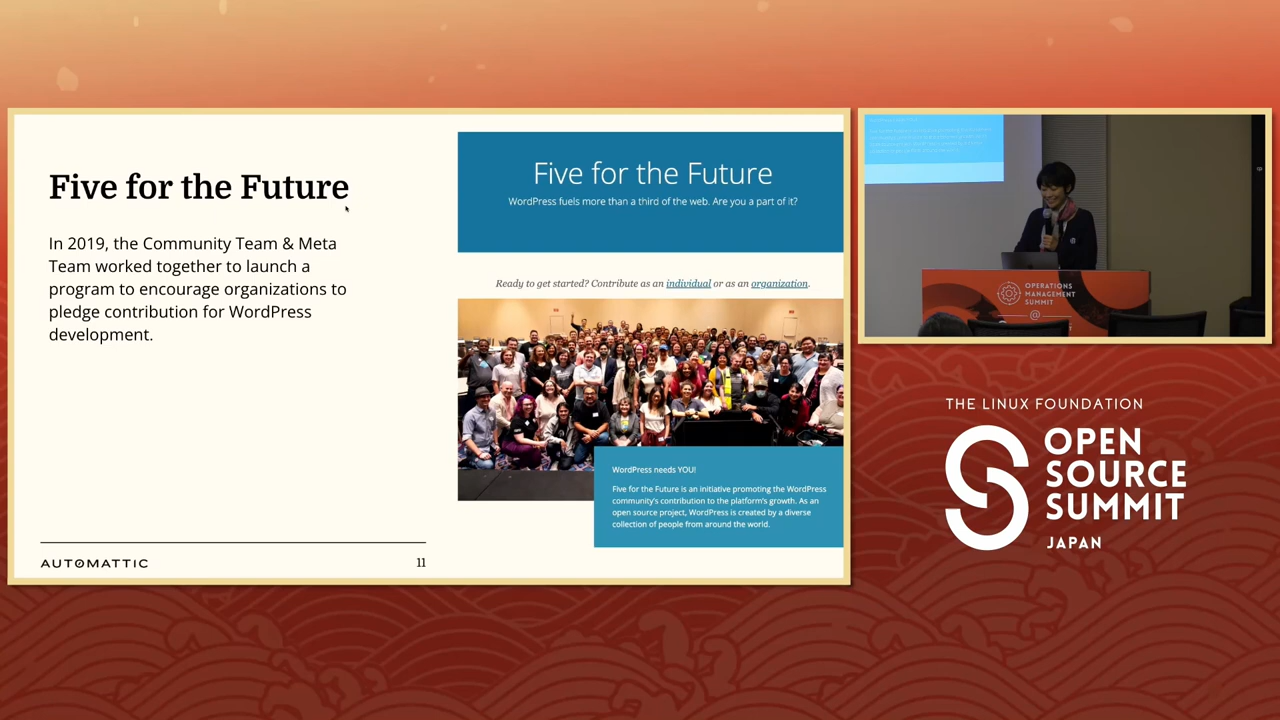 Five for the Future
In 2019, the Community Team & Meta
Team worked together to launch a
program to encourage organizations to
pledge contribution for WordPress
development.
AUTOMATTIC
11
Five for the Future
WordPress fuels more than a third of the web. Are you a part of it?
Ready to get started? Contribute as an individual or as an organization.
WordPress needs YOU!
Five for the Future is an initiative promoting the WordPress
community's contribution to the platform's growth. As an
open source project, WordPress is created by a diverse
collection of people from around the world.
OPERATIONS
MANAGEMENT
SUMMIT
@
THE LINUX FOUNDATION
OPEN
SOURCE
SUMMIT
JAPAN